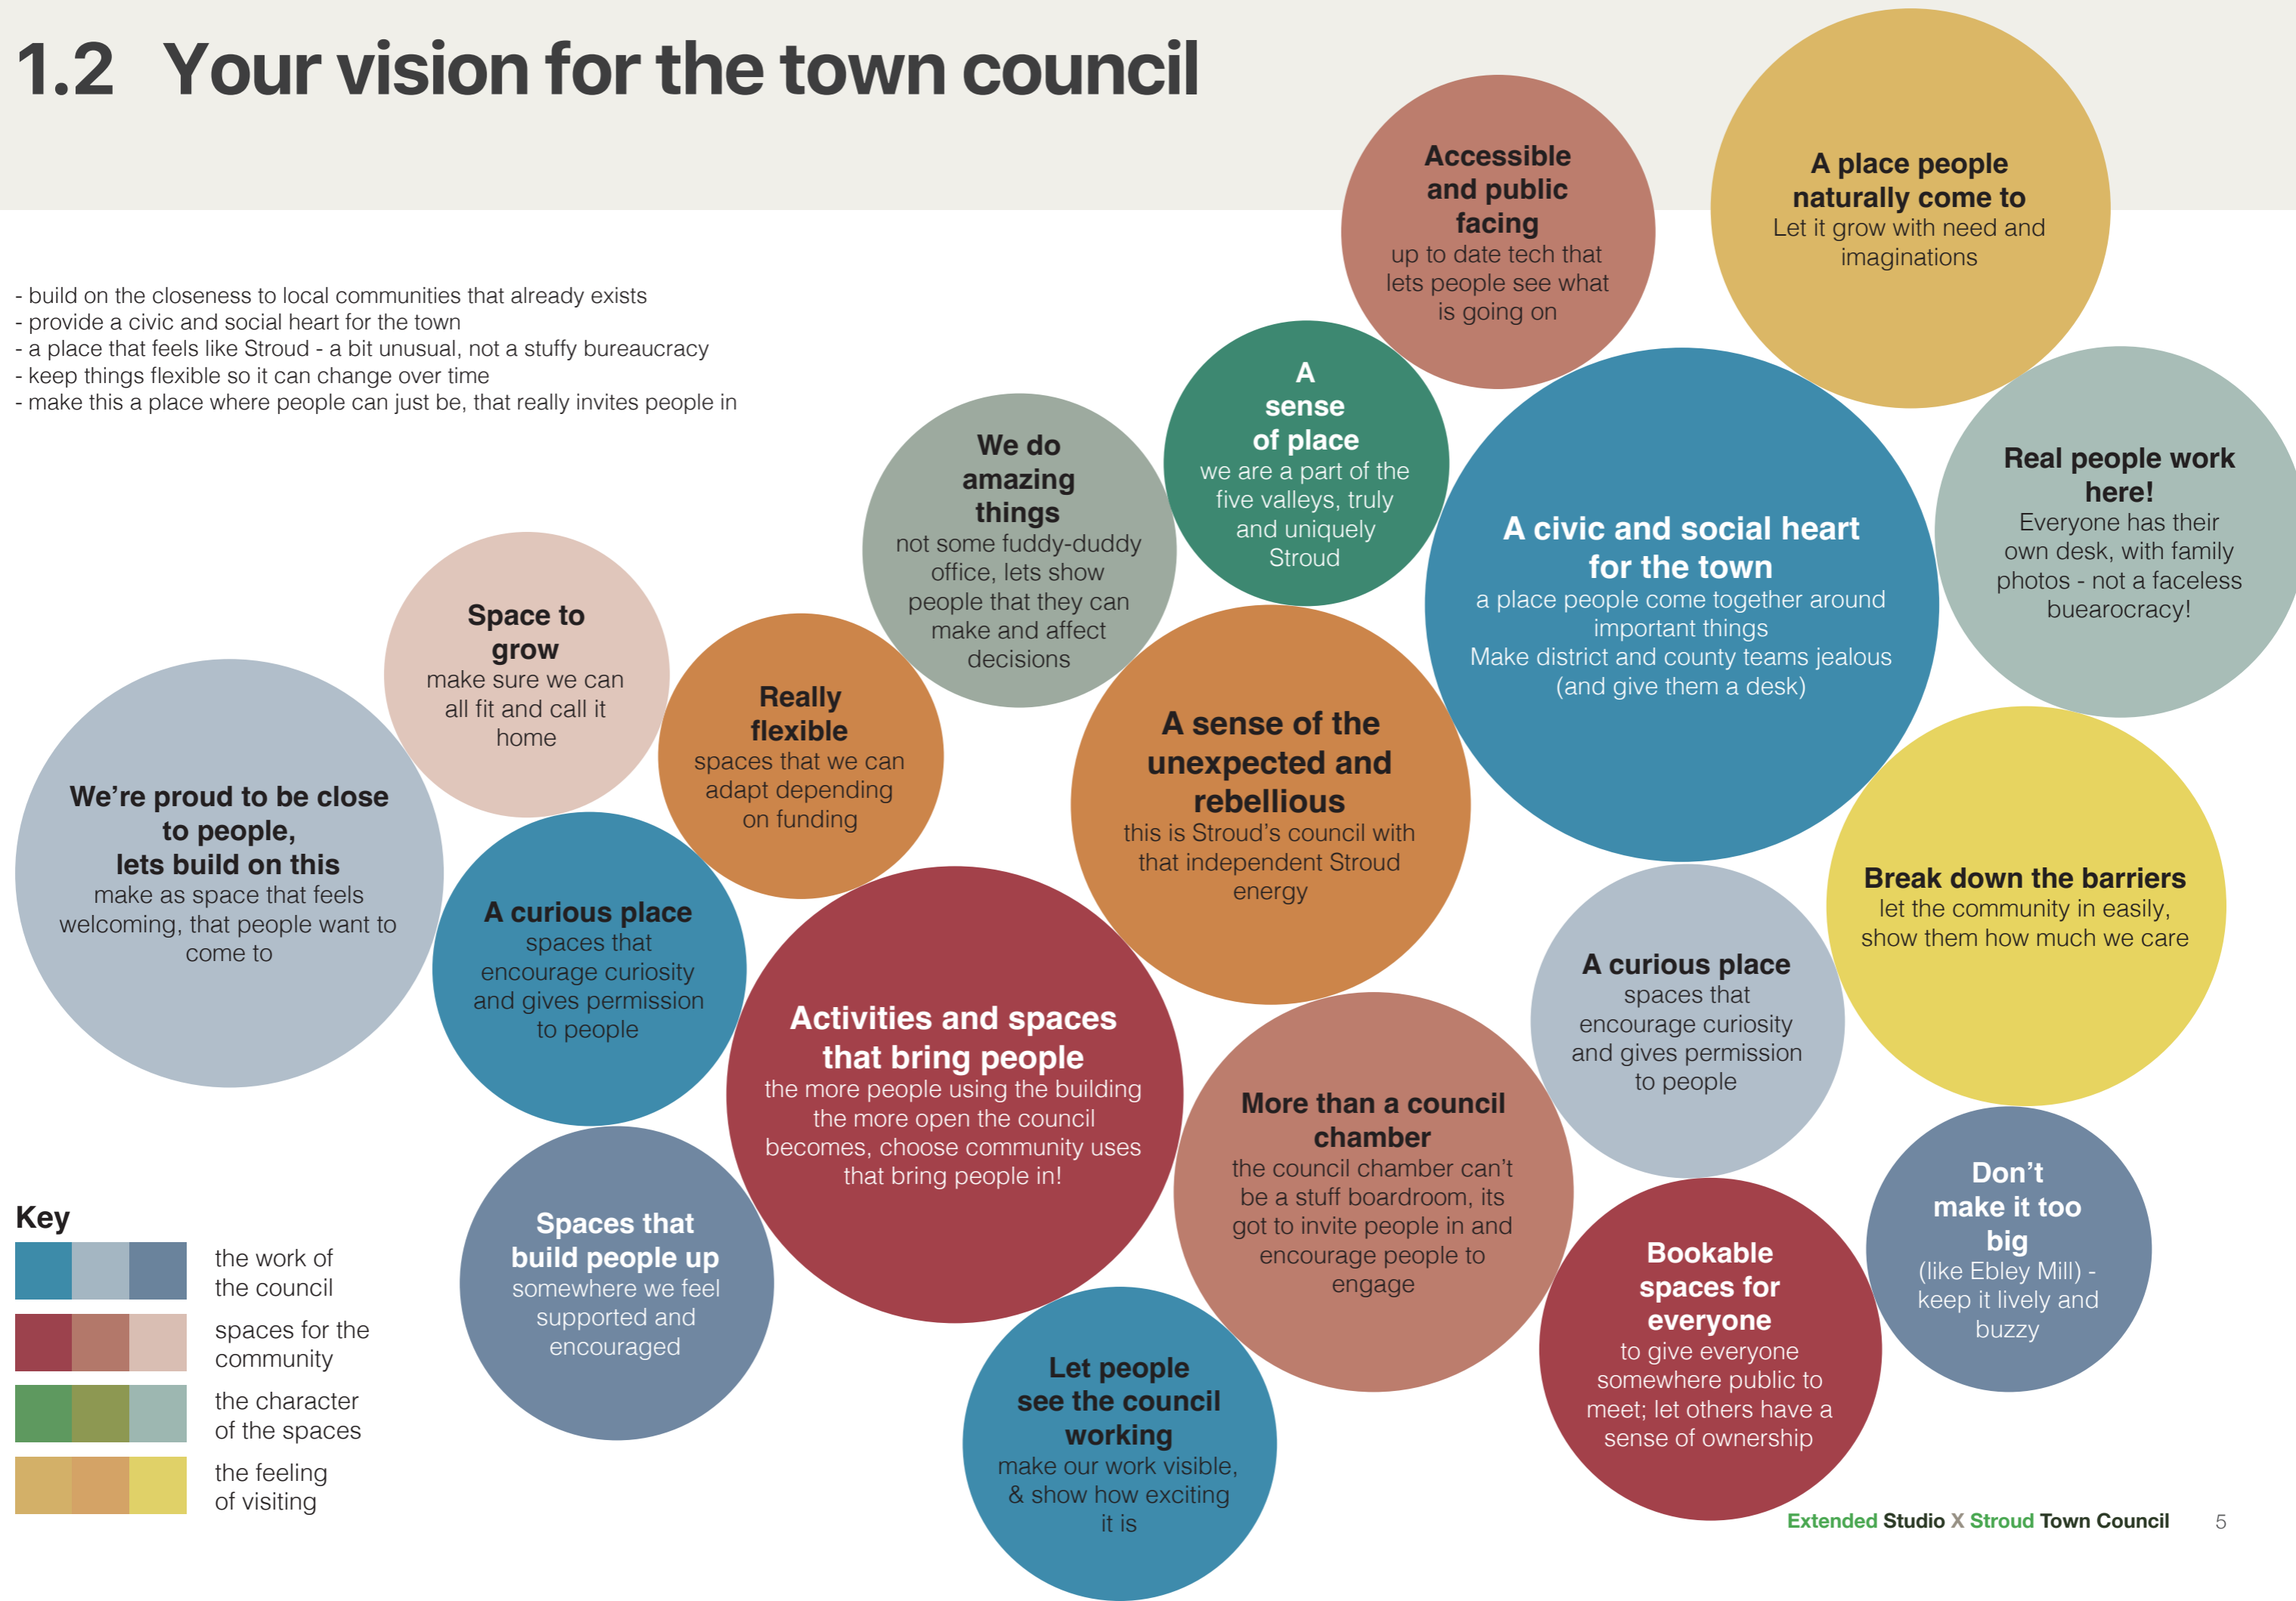 1.2 Your vision for the town council
- build on the closeness to local communities that already exists
- provide a civic and social heart for the town
- a place that feels like Stroud - a bit unusual, not a stuffy bureaucracy
- keep things flexible so it can change over time
- make this a place where people can just be, that really invites people in
Accessible
and public
facing
up to date tech that
lets people see what
is going on
A place people
naturally come to
Let it grow with need and
imaginations
A
sense
of place
we are a part of the
five valleys, truly
and uniquely
Stroud
We do
amazing
things
not some fuddy-duddy
office, lets show
people that they can
make and affect
decisions
A civic and social heart
for the town
a place people come together around
important things
Make district and county teams jealous
(and give them a desk)
Real people work
here!
Everyone has their
own desk, with family
photos - not a faceless
buearocracy!
Space to
grow
make sure we can
all fit and call it
home
Really
flexible
spaces that we can
adapt depending
on funding
A sense of the
unexpected and
rebellious
this is Stroud's council with
that independent Stroud
energy
We're proud to be close
to people,
lets build on this
make as space that feels
welcoming, that people want to
come to
A curious place
spaces that
encourage curiosity
and gives permission
to people
Break down the barriers
let the community in easily,
show them how much we care
A curious place
spaces that
encourage curiosity
and gives permission
to people
Activities and spaces
that bring people
the more people using the building
the more open the council
becomes, choose community uses
that bring people in!
More than a council
chamber
the council chamber can't
be a stuff boardroom, its
got to invite people in and
encourage people to
engage
Spaces that
build people up
somewhere we feel
supported and
encouraged
Don't
make it too
big
(like Ebley Mill) -
keep it lively and
buzzy
Bookable
spaces for
everyone
to give everyone
somewhere public to
meet; let others have a
sense of ownership
Let people
see the council
working
make our work visible,
& show how exciting
it is
Key
the work of
the council
spaces for the
community
the character
of the spaces
the feeling
of visiting
Extended Studio X Stroud Town Council 5